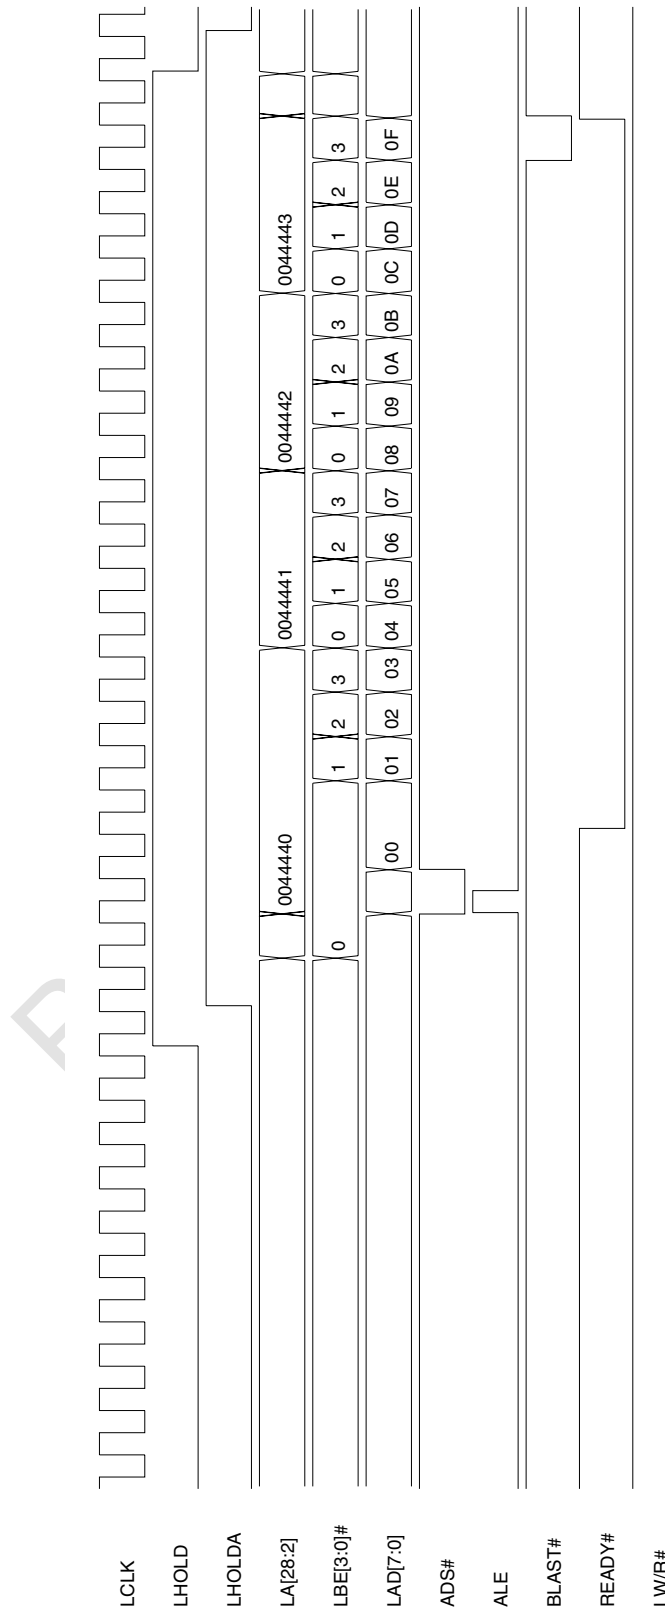 LCLK
LHOLD
LHOLDA
LA[28:2] 0044440 0044441 0044442 0044443
LBE[3:0]# 0 1 2 3 0 1 2 3 0 1 2 3 0 1 2 3
LAD[7:0] 00 01 02 03 04 05 06 07 08 09 0A 0B 0C 0D 0E 0F
ADS#
ALE
BLAST#
READY#
LW/R#